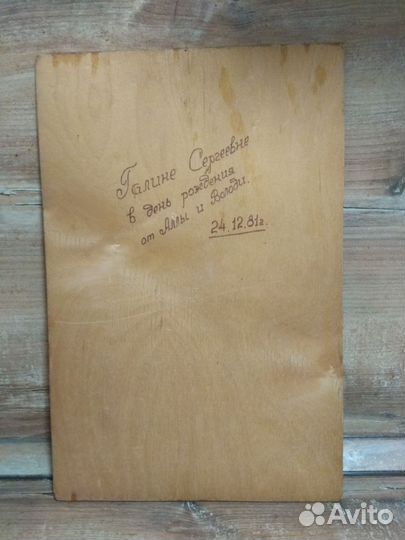 Галине Сергеевне
в день рождения
от Аллы и Володи.
24.12.81г.
Avito